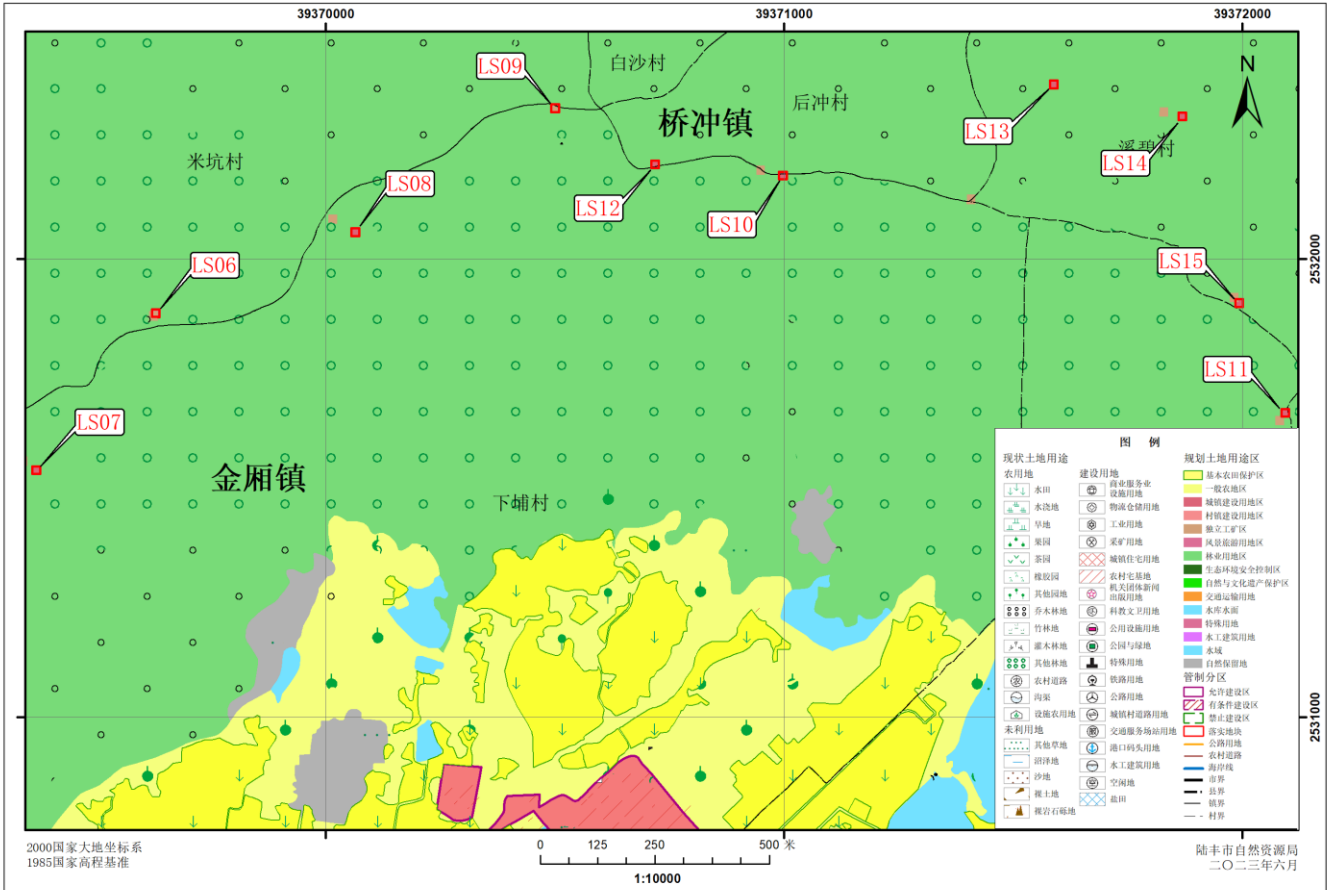 39370000
39371000
39372000
N
白沙村
LS09
后冲村
桥冲镇
LS13
米坑村
溪碧村
LS14
LS08
LS12
LS10
LS06
LS15
2532000
LS11
LS07
金厢镇
下埔村
2531000
图 例
现状土地用途
农用地
水田
水浇地
旱地
果园
茶园
橡胶园
其他园地
乔木林地
竹林地
灌木林地
其他林地
农村道路
沟渠
设施农用地
未利用地
其他草地
沼泽地
沙地
裸土地
裸岩石砾地
建设用地
商业服务业
设施用地
物流仓储用地
工业用地
采矿用地
城镇住宅用地
农村宅基地
机关团体新闻
出版用地
科教文卫用地
公用设施用地
公园与绿地
特殊用地
铁路用地
公路用地
城镇村道路用地
交通服务场站用地
港口码头用地
水工建筑用地
空闲地
盐田
规划土地用途区
基本农田保护区
一般农地区
城镇建设用地区
村镇建设用地区
独立工矿区
风景旅游用地区
林业用地区
生态环境安全控制区
自然与文化遗产保护区
交通运输用地
水库水面
特殊用地
水工建筑用地
水域
自然保留地
管制分区
允许建设区
有条件建设区
禁止建设区
落实地块
公路用地
农村道路
海岸线
市界
县界
镇界
村界
2000国家大地坐标系
1985国家高程基准
0 125 250 500 米
1:10000
陆丰市自然资源局
二〇二三年六月